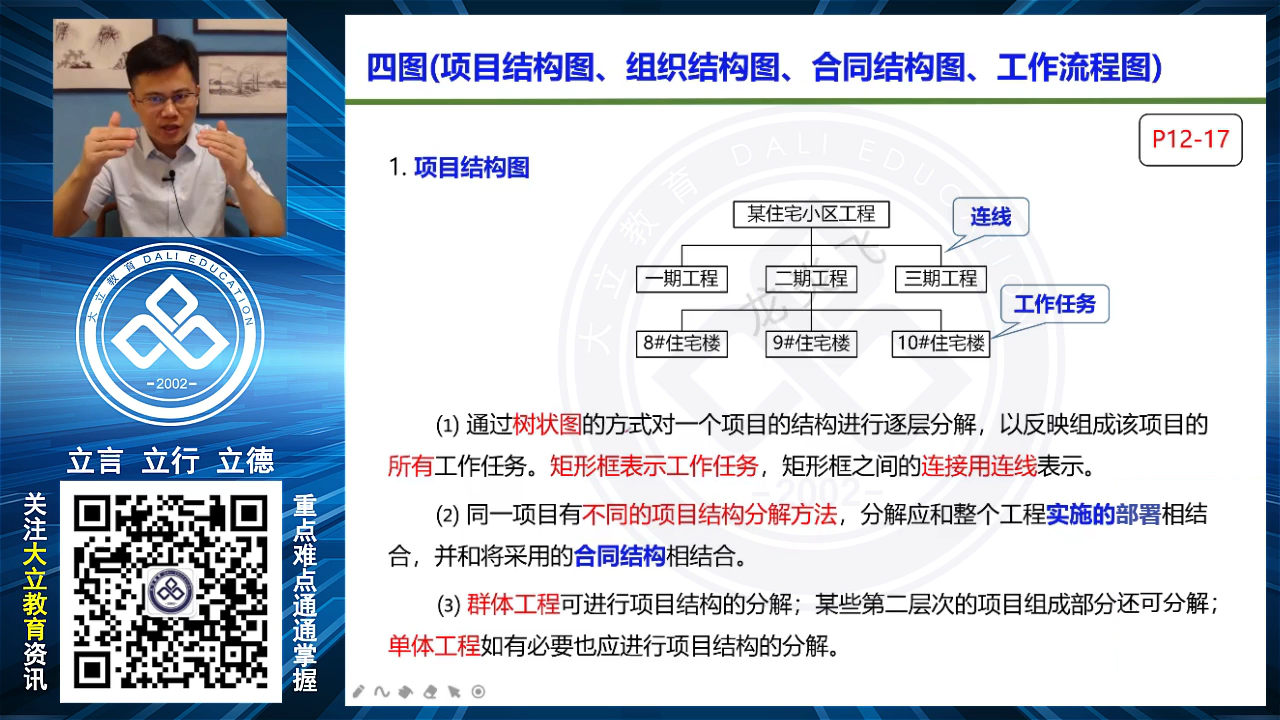 四图(项目结构图、组织结构图、合同结构图、工作流程图)
P12-17
1. 项目结构图
某住宅小区工程
连线
一期工程 二期工程 三期工程
工作任务
8#住宅楼 9#住宅楼 10#住宅楼
(1) 通过树状图的方式对一个项目的结构进行逐层分解，以反映组成该项目的
所有工作任务。矩形框表示工作任务，矩形框之间的连接用连线表示。
(2) 同一项目有不同的项目结构分解方法，分解应和整个工程实施的部署相结
合，并和将采用的合同结构相结合。
(3) 群体工程可进行项目结构的分解；某些第二层次的项目组成部分还可分解；
单体工程如有必要也应进行项目结构的分解。
大立教育 DALI EDUCATION
大立教育 DALI EDUCATION
-2002-
立言 立行 立德
关注大立教育资讯
重点难点通通掌握